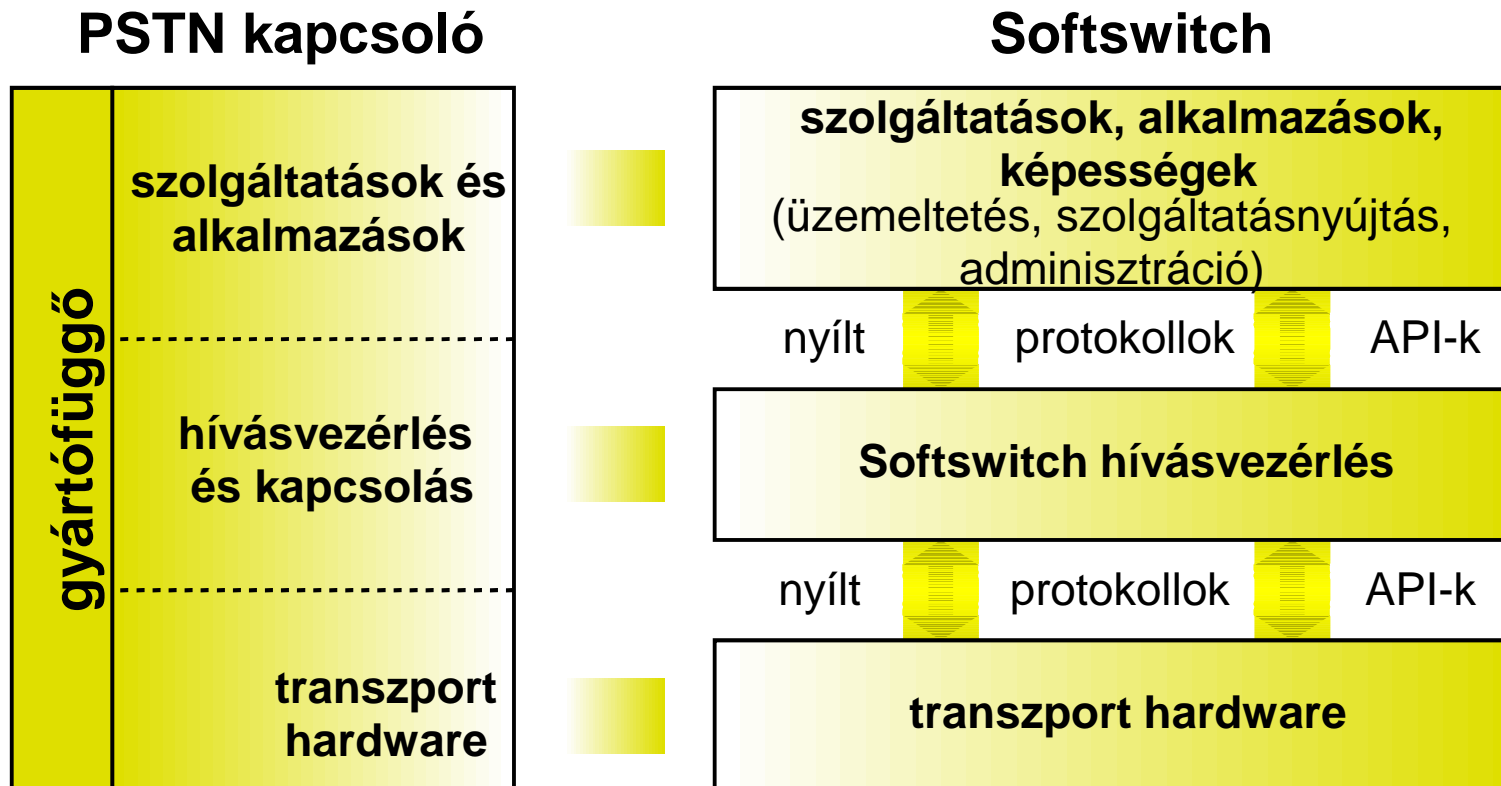 PSTN kapcsoló
gyártófüggő
szolgáltatások és
alkalmazások
hívásvezérlés
és kapcsolás
transzport
hardware
Softswitch
szolgáltatások, alkalmazások,
képességek
(üzemeltetés, szolgáltatásnyújtás,
adminisztráció)
nyílt protokollok API-k
Softswitch hívásvezérlés
nyílt protokollok API-k
transzport hardware